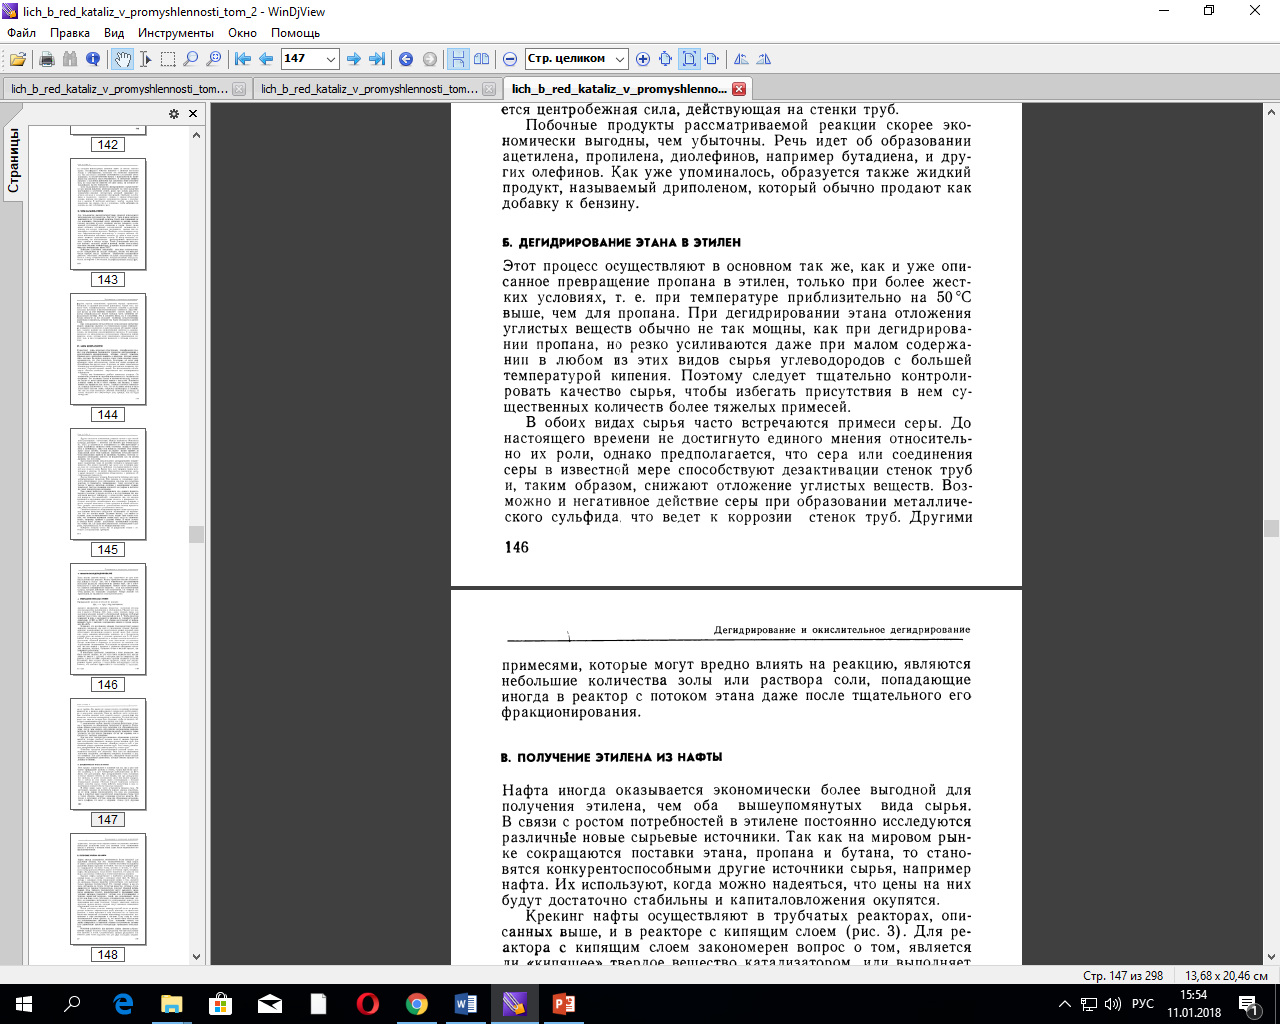 lich_b_red_kataliz_v_promyshlennosti_tom_2 - WinDjView
Файл Правка Вид Инструменты Окно Помощь
147
Стр. целиком
lich_b_red_kataliz_v_promyshlennosti_tom...
lich_b_red_kataliz_v_promyshlennosti_tom...
lich_b_red_kataliz_v_promyshlenno...
Страницы
142
143
144
145
146
147
148
ется центробежная сила, действующая на стенки труб.
Побочные продукты рассматриваемой реакции скорее эко-
номически выгодны, чем убыточны. Речь идет об образовании
ацетилена, пропилена, диолефинов, например бутадиена, и дру-
гих олефинов. Как уже упоминалось, образуется также жидкий
продукт, называемый дриполеном, который обычно продают как
добавку к бензину.
Б. ДЕГИДРИРОВАНИЕ ЭТАНА В ЭТИЛЕН
Этот процесс осуществляют в основном так же, как и уже опи-
санное превращение пропана в этилен, только при более жест-
ких условиях, т. е. при температуре приблизительно на 50 °С
выше, чем для пропана. При дегидрировании этана отложения
углистых веществ обычно не так мощны, как при дегидрирова-
нии пропана, но резко усиливаются даже при малом содержа-
нии в любом из этих видов сырья углеводородов с большей
температурой кипения. Поэтому следует тщательно контроли-
ровать качество сырья, чтобы избегать присутствия в нем су-
щественных количеств более тяжелых примесей.
В обоих видах сырья часто встречаются примеси серы. До
настоящего времени не достигнуто единого мнения относитель-
но их роли, однако предполагается, что сера или соединения
серы в известной мере способствуют дезактивации стенок труб
и, таким образом, снижают отложение углистых веществ. Воз-
можно и негативное действие серы при образовании металличе-
ского сульфида, что ведет к коррозии стенок труб. Другими
146
Дегидрирование и окислительное дегидрирование
примесями, которые могут вредно влиять на реакцию, являются
небольшие количества золы или раствора соли, попадающие
иногда в реактор с потоком этана даже после тщательного его
фракционирования.
В. ПОЛУЧЕНИЕ ЭТИЛЕНА ИЗ НАФТЫ
Нафта иногда оказывается экономически более выгодной для
получения этилена, чем оба вышеупомянутых вида сырья.
В связи с ростом потребностей в этилене постоянно исследуются
различные новые сырьевые источники. Так как на мировом рын-
ке сокращаются поставки этана, пропана и бутана, то стано-
вятся конкурентоспособными другие источники сырья, например
нафта. Их используют, когда можно надеяться, что цены на них
будут достаточно стабильны и капиталовложения окупятся.
Крекинг нафты осуществляют в трубчатых реакторах, опи-
санных выше, и в реакторе с кипящим слоем (рис. 3). Для ре-
актора с кипящим слоем закономерен вопрос о том, является
ли «кипящее» твердое вещество катализатором, или выполняет
Стр. 147 из 298
13,68 x 20,46 см
РУС
15:54
11.01.2018
1